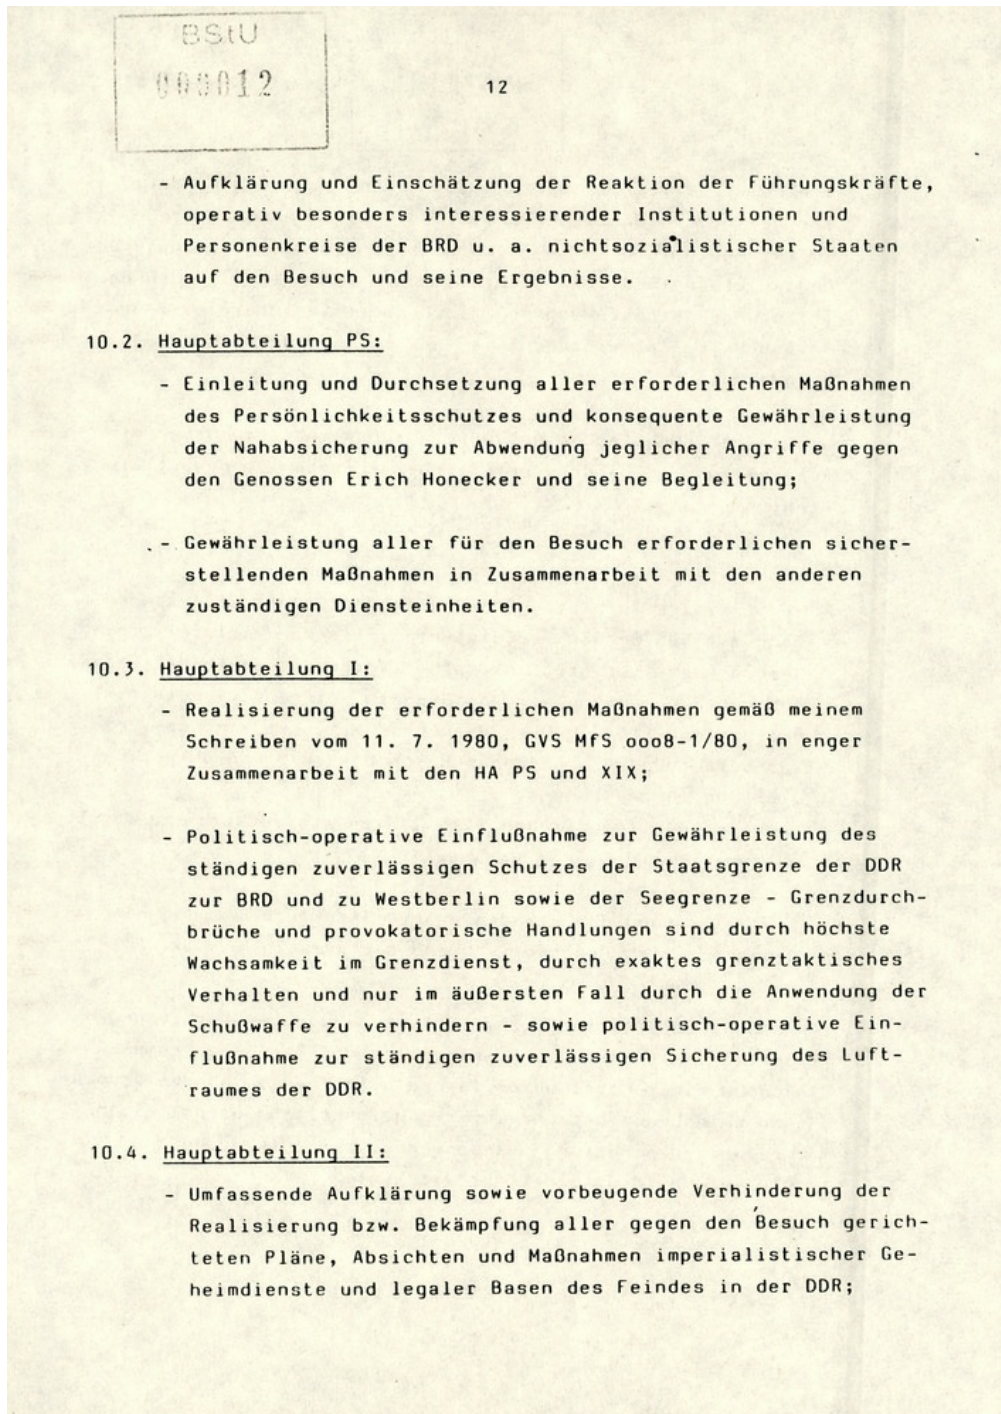 BStU
000012
12
- Aufklärung und Einschätzung der Reaktion der Führungskräfte,
operativ besonders interessierender Institutionen und
Personenkreise der BRD u. a. nichtsozialistischer Staaten
auf den Besuch und seine Ergebnisse.
10.2. Hauptabteilung PS:
- Einleitung und Durchsetzung aller erforderlichen Maßnahmen
des Persönlichkeitsschutzes und konsequente Gewährleistung
der Nahabsicherung zur Abwendung jeglicher Angriffe gegen
den Genossen Erich Honecker und seine Begleitung;
- Gewährleistung aller für den Besuch erforderlichen sicher-
stellenden Maßnahmen in Zusammenarbeit mit den anderen
zuständigen Diensteinheiten.
10.3. Hauptabteilung I:
- Realisierung der erforderlichen Maßnahmen gemäß meinem
Schreiben vom 11. 7. 1980, GVS MfS ooo8-1/80, in enger
Zusammenarbeit mit den HA PS und XIX;
- Politisch-operative Einflußnahme zur Gewährleistung des
ständigen zuverlässigen Schutzes der Staatsgrenze der DDR
zur BRD und zu Westberlin sowie der Seegrenze - Grenzdurch-
brüche und provokatorische Handlungen sind durch höchste
Wachsamkeit im Grenzdienst, durch exaktes grenztaktisches
Verhalten und nur im äußersten Fall durch die Anwendung der
Schußwaffe zu verhindern - sowie politisch-operative Ein-
flußnahme zur ständigen zuverlässigen Sicherung des Luft-
raumes der DDR.
10.4. Hauptabteilung II:
- Umfassende Aufklärung sowie vorbeugende Verhinderung der
Realisierung bzw. Bekämpfung aller gegen den Besuch gerich-
teten Pläne, Absichten und Maßnahmen imperialistischer Ge-
heimdienste und legaler Basen des Feindes in der DDR;